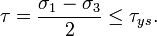 τ = (σ₁ − σ₃)/2 ≤ τ_ys.